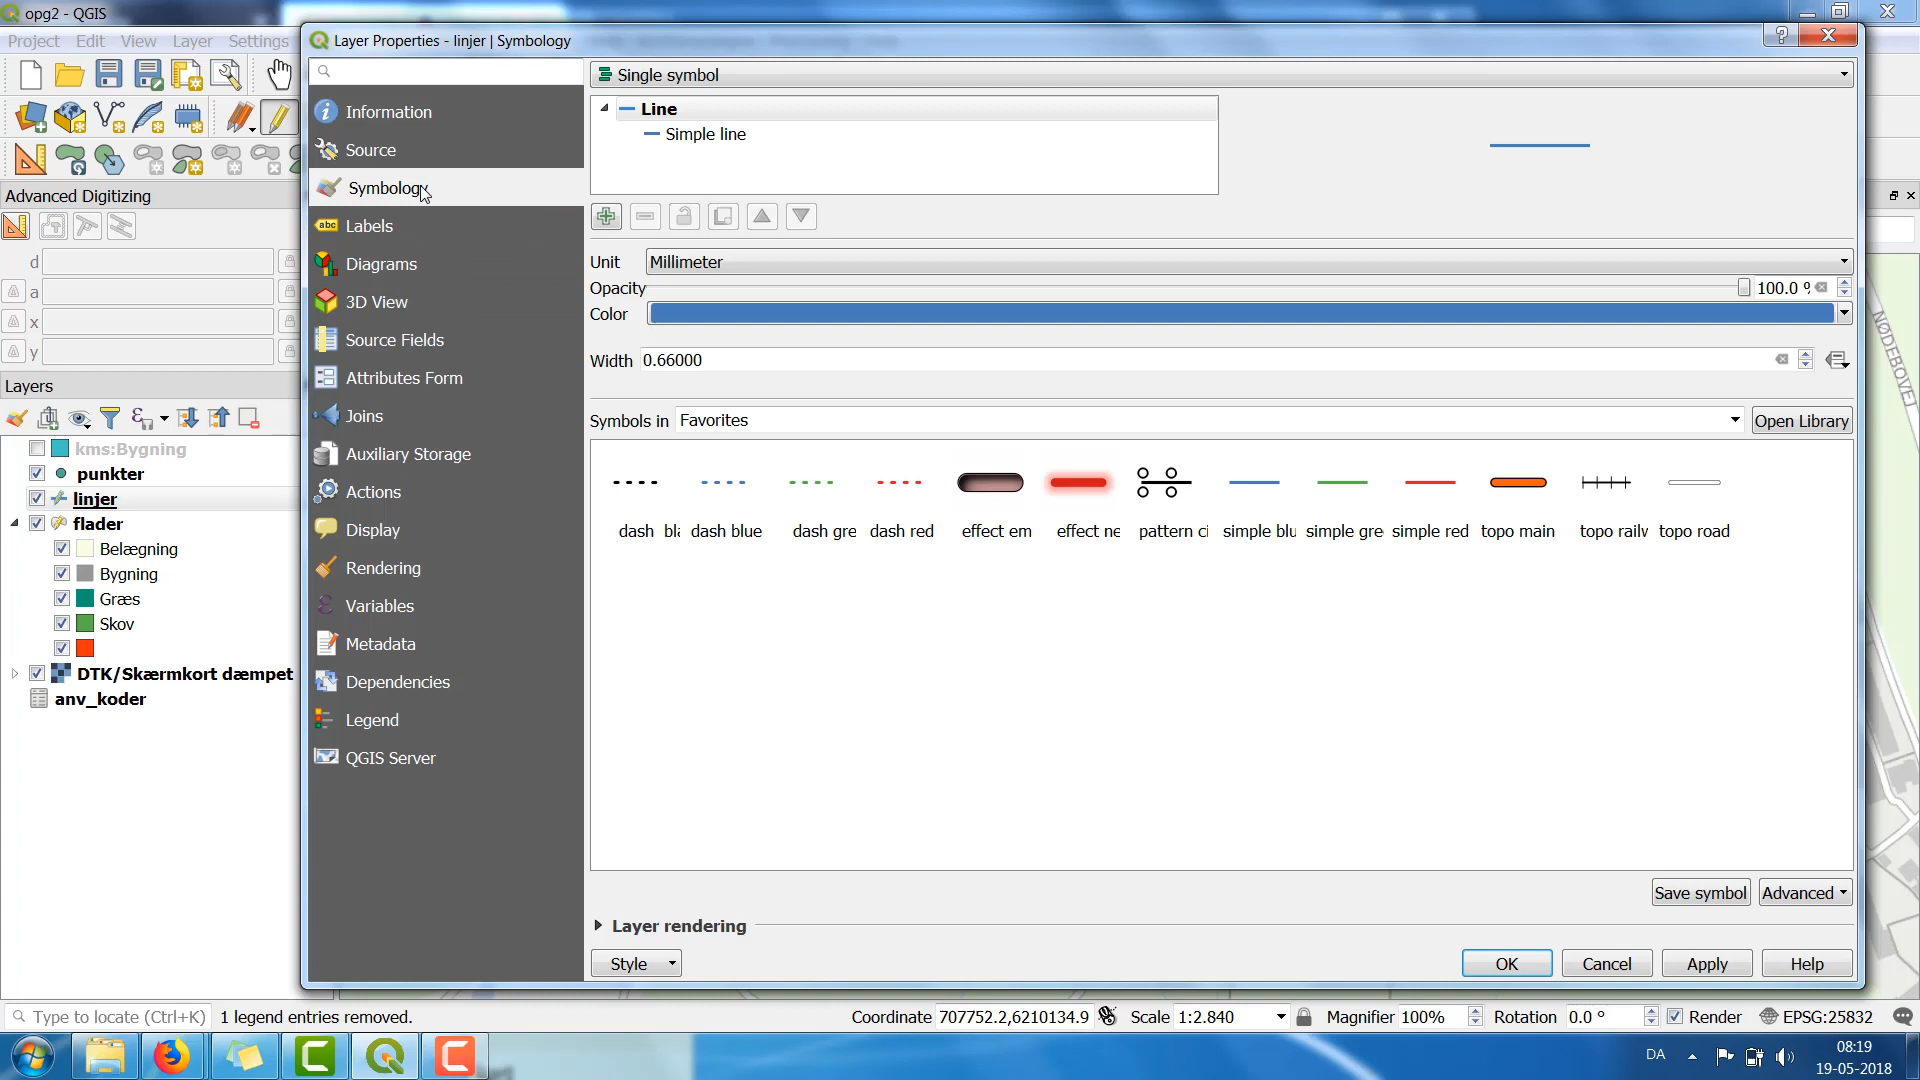 opg2 - QGIS
Project Edit View Layer Settings
Layer Properties - linjer | Symbology
Information
Source
Symbology
Labels
Diagrams
3D View
Source Fields
Attributes Form
Joins
Auxiliary Storage
Actions
Display
Rendering
Variables
Metadata
Dependencies
Legend
QGIS Server
Single symbol
Line
Simple line
Unit Millimeter
Opacity 100.0 %
Color
Width 0.66000
Symbols in Favorites Open Library
dash bla dash blue dash gre dash red effect em effect ne pattern ci simple blu simple gre simple red topo main topo railw topo road
Save symbol Advanced
Layer rendering
Style OK Cancel Apply Help
Advanced Digitizing
d
a
x
y
Layers
kms:Bygning
punkter
linjer
flader
Belægning
Bygning
Græs
Skov
DTK/Skærmkort dæmpet
anv_koder
NØDEBOVEJ
Type to locate (Ctrl+K) 1 legend entries removed. Coordinate 707752.2,6210134.9 Scale 1:2.840 Magnifier 100% Rotation 0.0 ° Render EPSG:25832
DA 08:19
19-05-2018